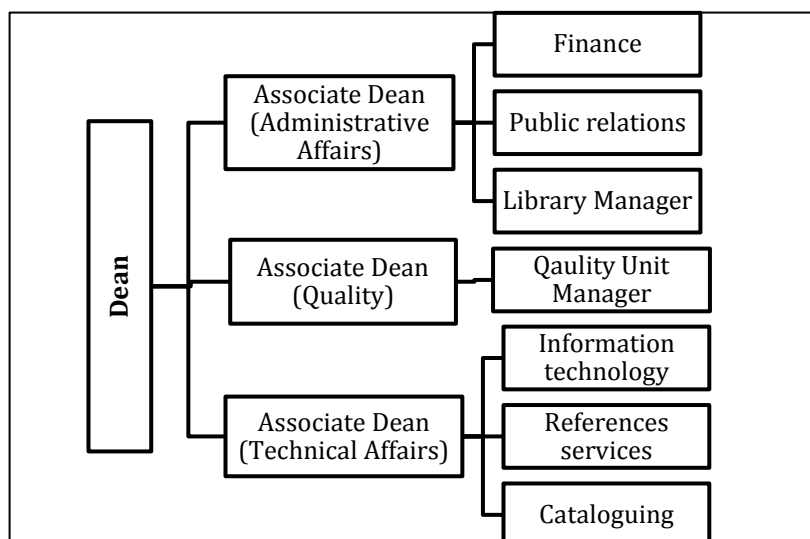 Dean
Associate Dean
(Administrative
Affairs)
Finance
Public relations
Library Manager
Associate Dean
(Quality)
Qaulity Unit
Manager
Associate Dean
(Technical Affairs)
Information
technology
References
services
Cataloguing